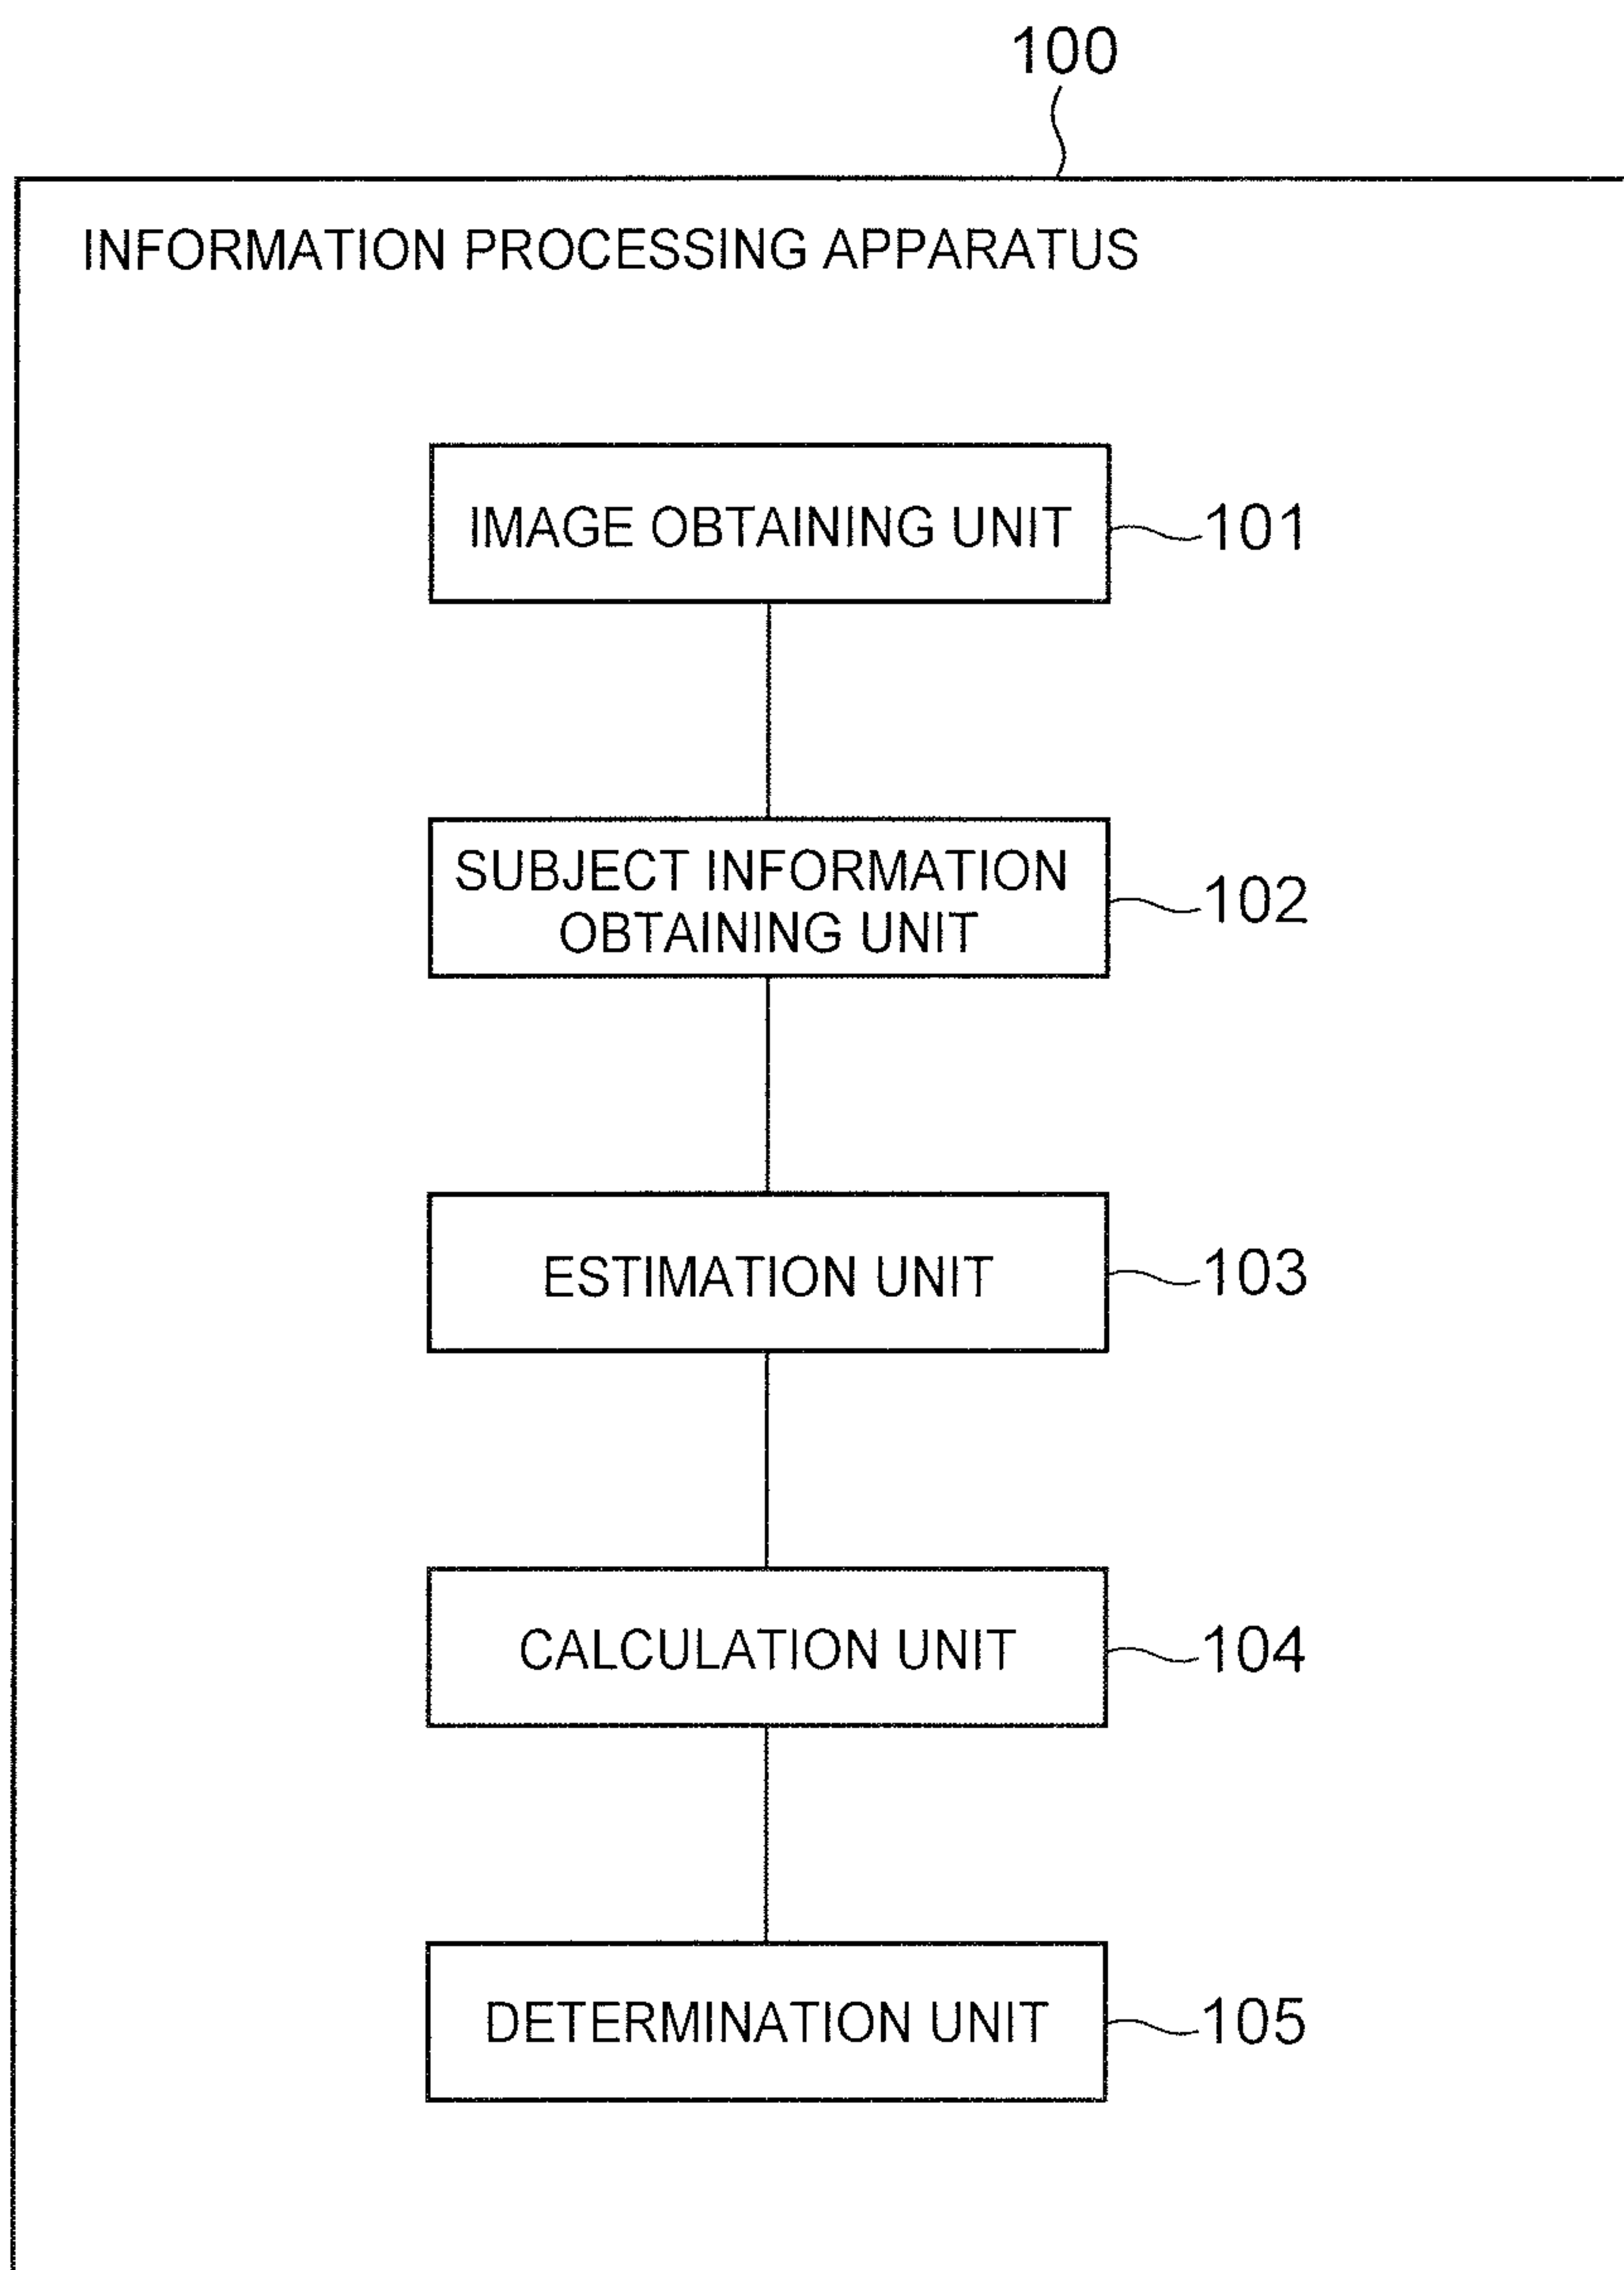 100
INFORMATION PROCESSING APPARATUS
IMAGE OBTAINING UNIT
101
SUBJECT INFORMATION
OBTAINING UNIT
102
ESTIMATION UNIT
103
CALCULATION UNIT
104
DETERMINATION UNIT
105